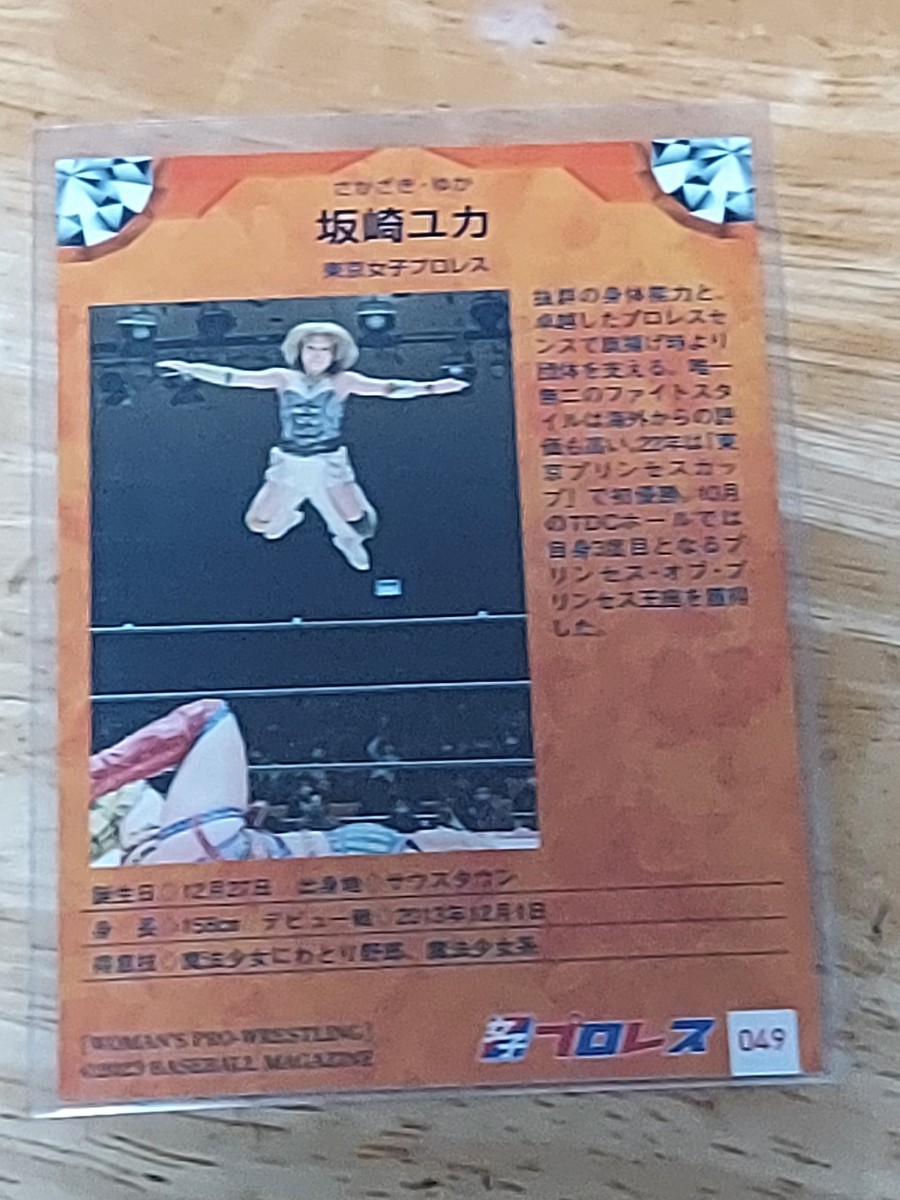 さかざき・ゆか
坂崎ユカ
東京女子プロレス
抜群の身体能力と、
卓越したプロレスセ
ンスで旗揚げ時より
団体を支える。唯一
無二のファイトスタ
イルは海外からの評
価も高い。22年は「東
京プリンセスカッ
プ」で初優勝。10月
のTDCホールでは
自身3度目となるプ
リンセス・オブ・プ
リンセス王座を獲得
した。
誕生日◇12月27日 出身地◇サウスタウン
身 長◇158cm デビュー戦◇2013年12月1日
得意技◇魔法少女にわとり野郎、魔法少女系
[WOMAN'S PRO-WRESTLING]
©2023 BASEBALL MAGAZINE
女子プロレス
049